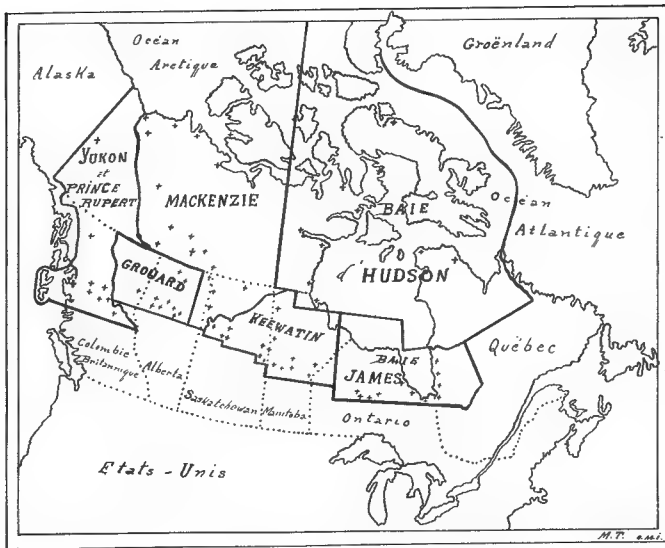 Océan
Arctique
Groënland
Alaska
YUKON
et
PRINCE
RUPERT
MACKENZIE
BAIE
d'
HUDSON
Océan
Atlantique
GROUARD
KEEWATIN
BAIE
JAMES
Québec
Colombie
Britannique
Alberta
Saskatchewan
Manitoba
Ontario
Etats-Unis
M.T. o.m.i.